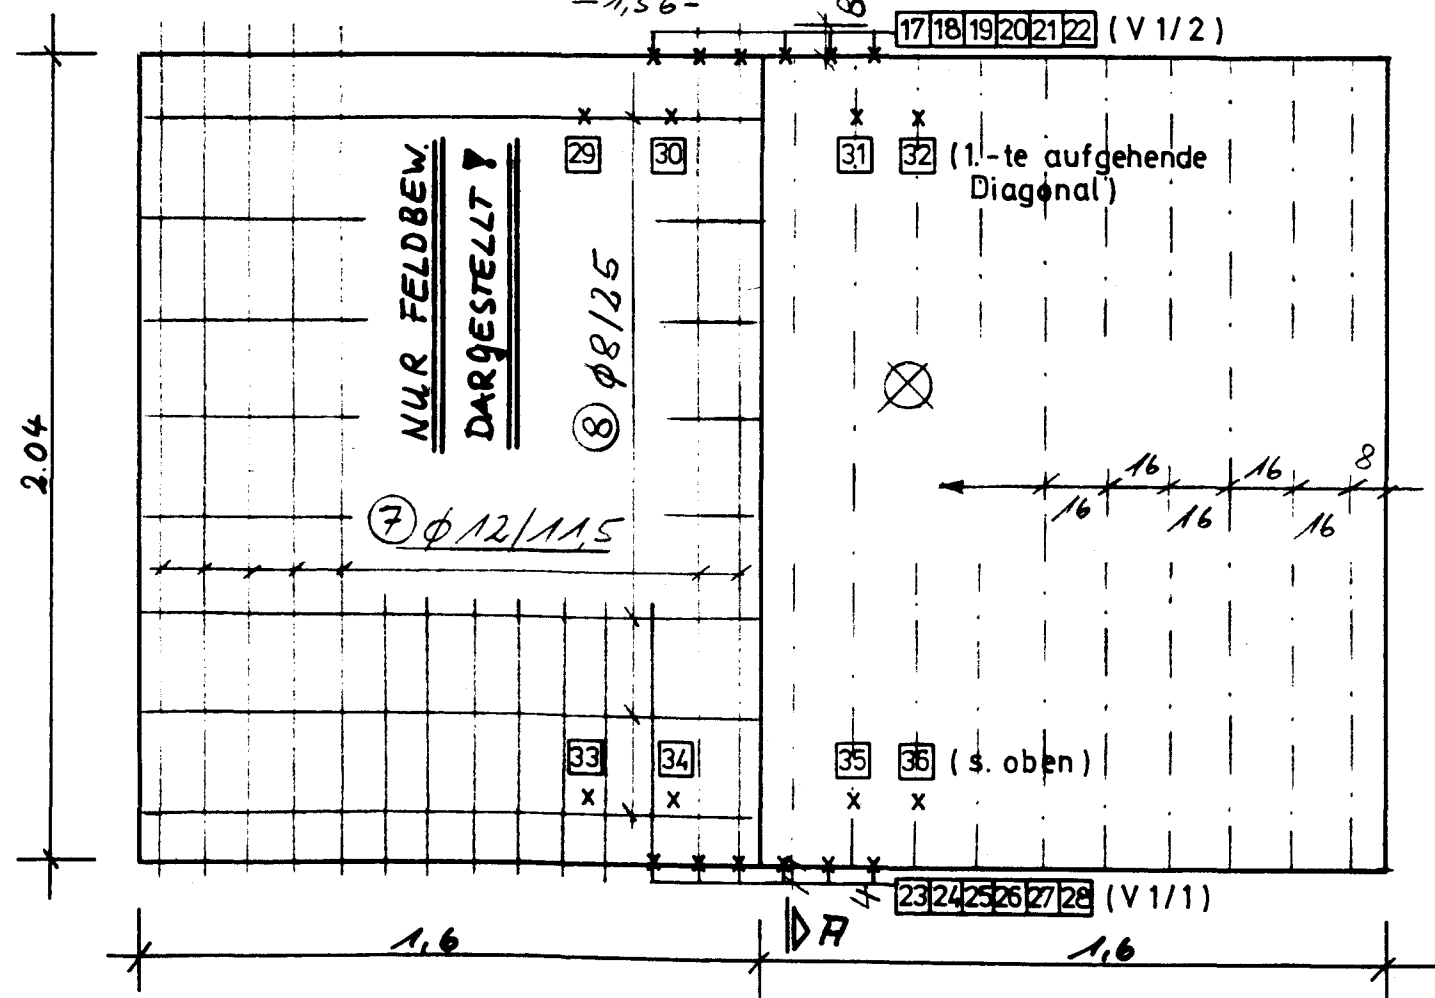 -1,56-
8
17 18 19 20 21 22 (V 1/2)
29 30 31 32 (1.-te aufgehende
Diagonal)
NUR FELDBEW.
DARGESTELLT!
8 ϕ8/25
2.04
16 16 8
16 16 16
7 ϕ12/11,5
33 34 35 36 (s. oben)
4
23 24 25 26 27 28 (V 1/1)
A
1,6 1,6